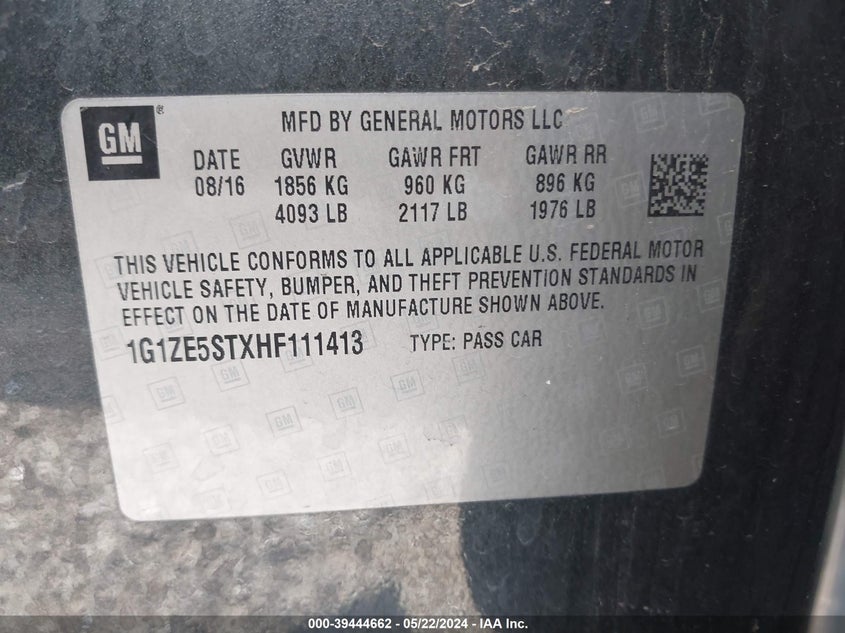 GM ®
MFD BY GENERAL MOTORS LLC
DATE GVWR GAWR FRT GAWR RR
08/16 1856 KG 960 KG 896 KG
4093 LB 2117 LB 1976 LB
THIS VEHICLE CONFORMS TO ALL APPLICABLE U.S. FEDERAL MOTOR
VEHICLE SAFETY, BUMPER, AND THEFT PREVENTION STANDARDS IN
EFFECT ON THE DATE OF MANUFACTURE SHOWN ABOVE.
1G1ZE5STXHF111413 TYPE: PASS CAR
000-39444662 - 05/22/2024 - IAA Inc.